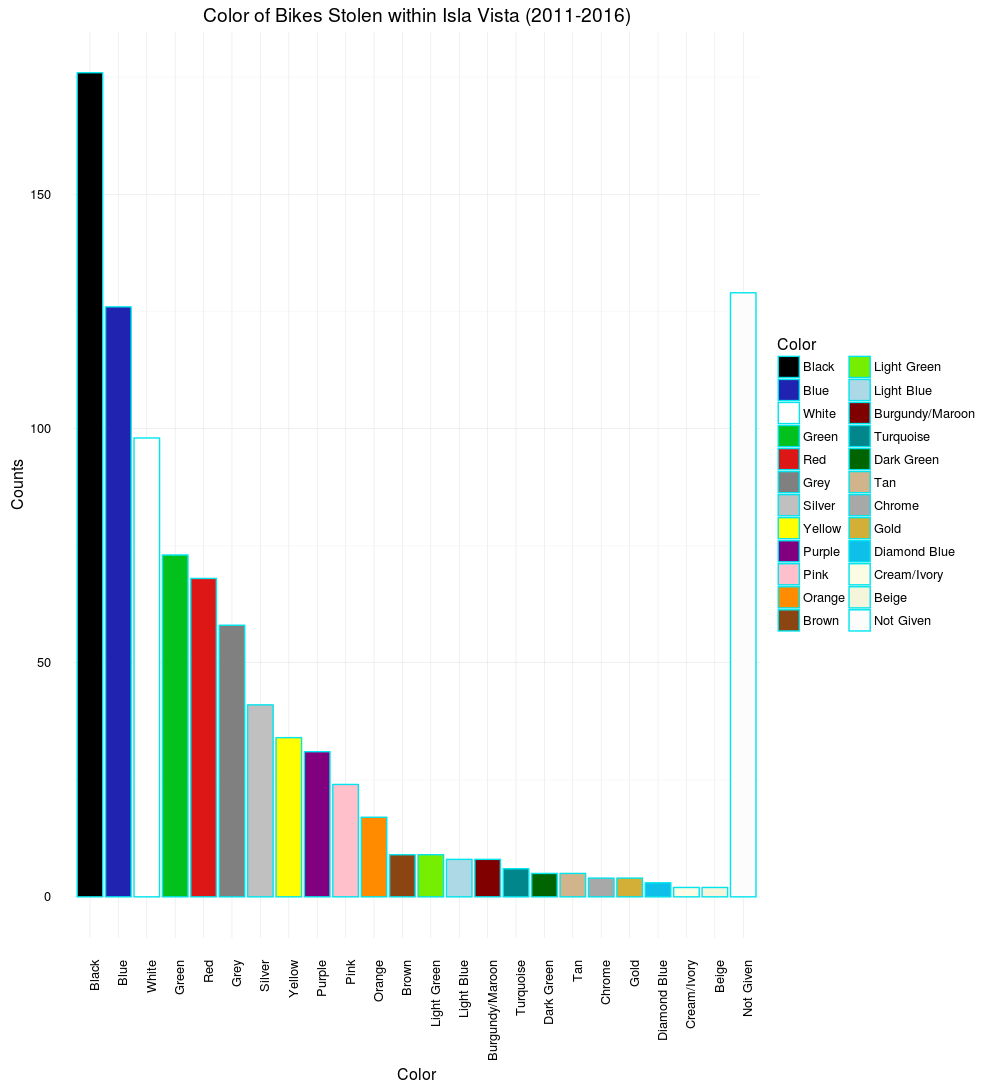 Color of Bikes Stolen within Isla Vista (2011-2016)
Counts
150
100
50
0
Black
Blue
White
Green
Red
Grey
Silver
Yellow
Purple
Pink
Orange
Brown
Light Green
Light Blue
Burgundy/Maroon
Turquoise
Dark Green
Tan
Chrome
Gold
Diamond Blue
Cream/Ivory
Beige
Not Given
Color
Color
Black
Blue
White
Green
Red
Grey
Silver
Yellow
Purple
Pink
Orange
Brown
Light Green
Light Blue
Burgundy/Maroon
Turquoise
Dark Green
Tan
Chrome
Gold
Diamond Blue
Cream/Ivory
Beige
Not Given